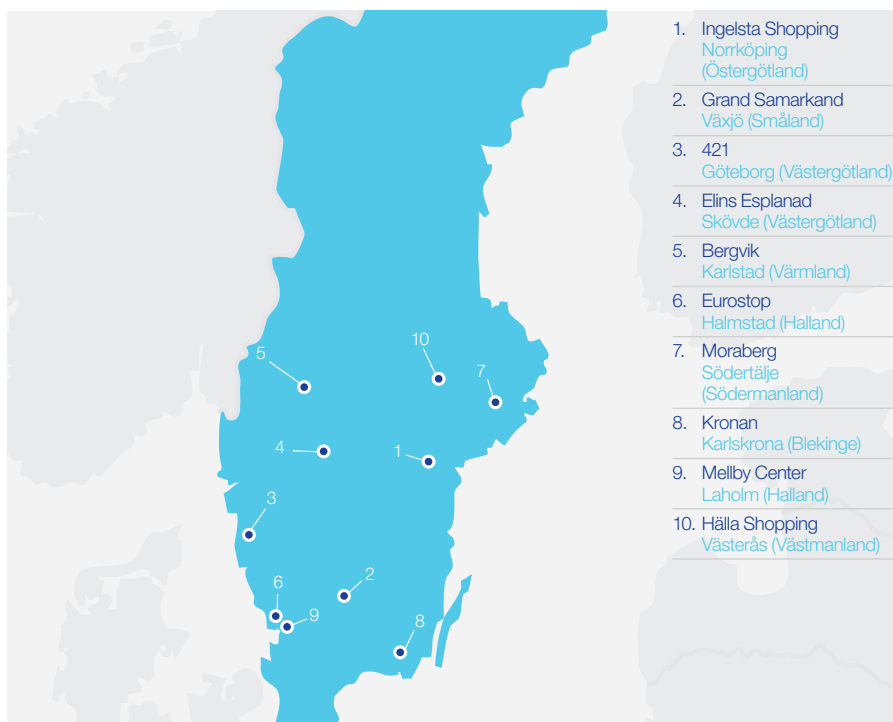 1. Ingelsta Shopping
Norrköping
(Östergötland)
2. Grand Samarkand
Växjö (Småland)
3. 421
Göteborg (Västergötland)
4. Elins Esplanad
Skövde (Västergötland)
5. Bergvik
Karlstad (Värmland)
6. Eurostop
Halmstad (Halland)
7. Moraberg
Södertälje
(Södermanland)
8. Kronan
Karlskrona (Blekinge)
9. Mellby Center
Laholm (Halland)
10. Hälla Shopping
Västerås (Västmanland)
10
5
7
4
1
3
6
2
9
8